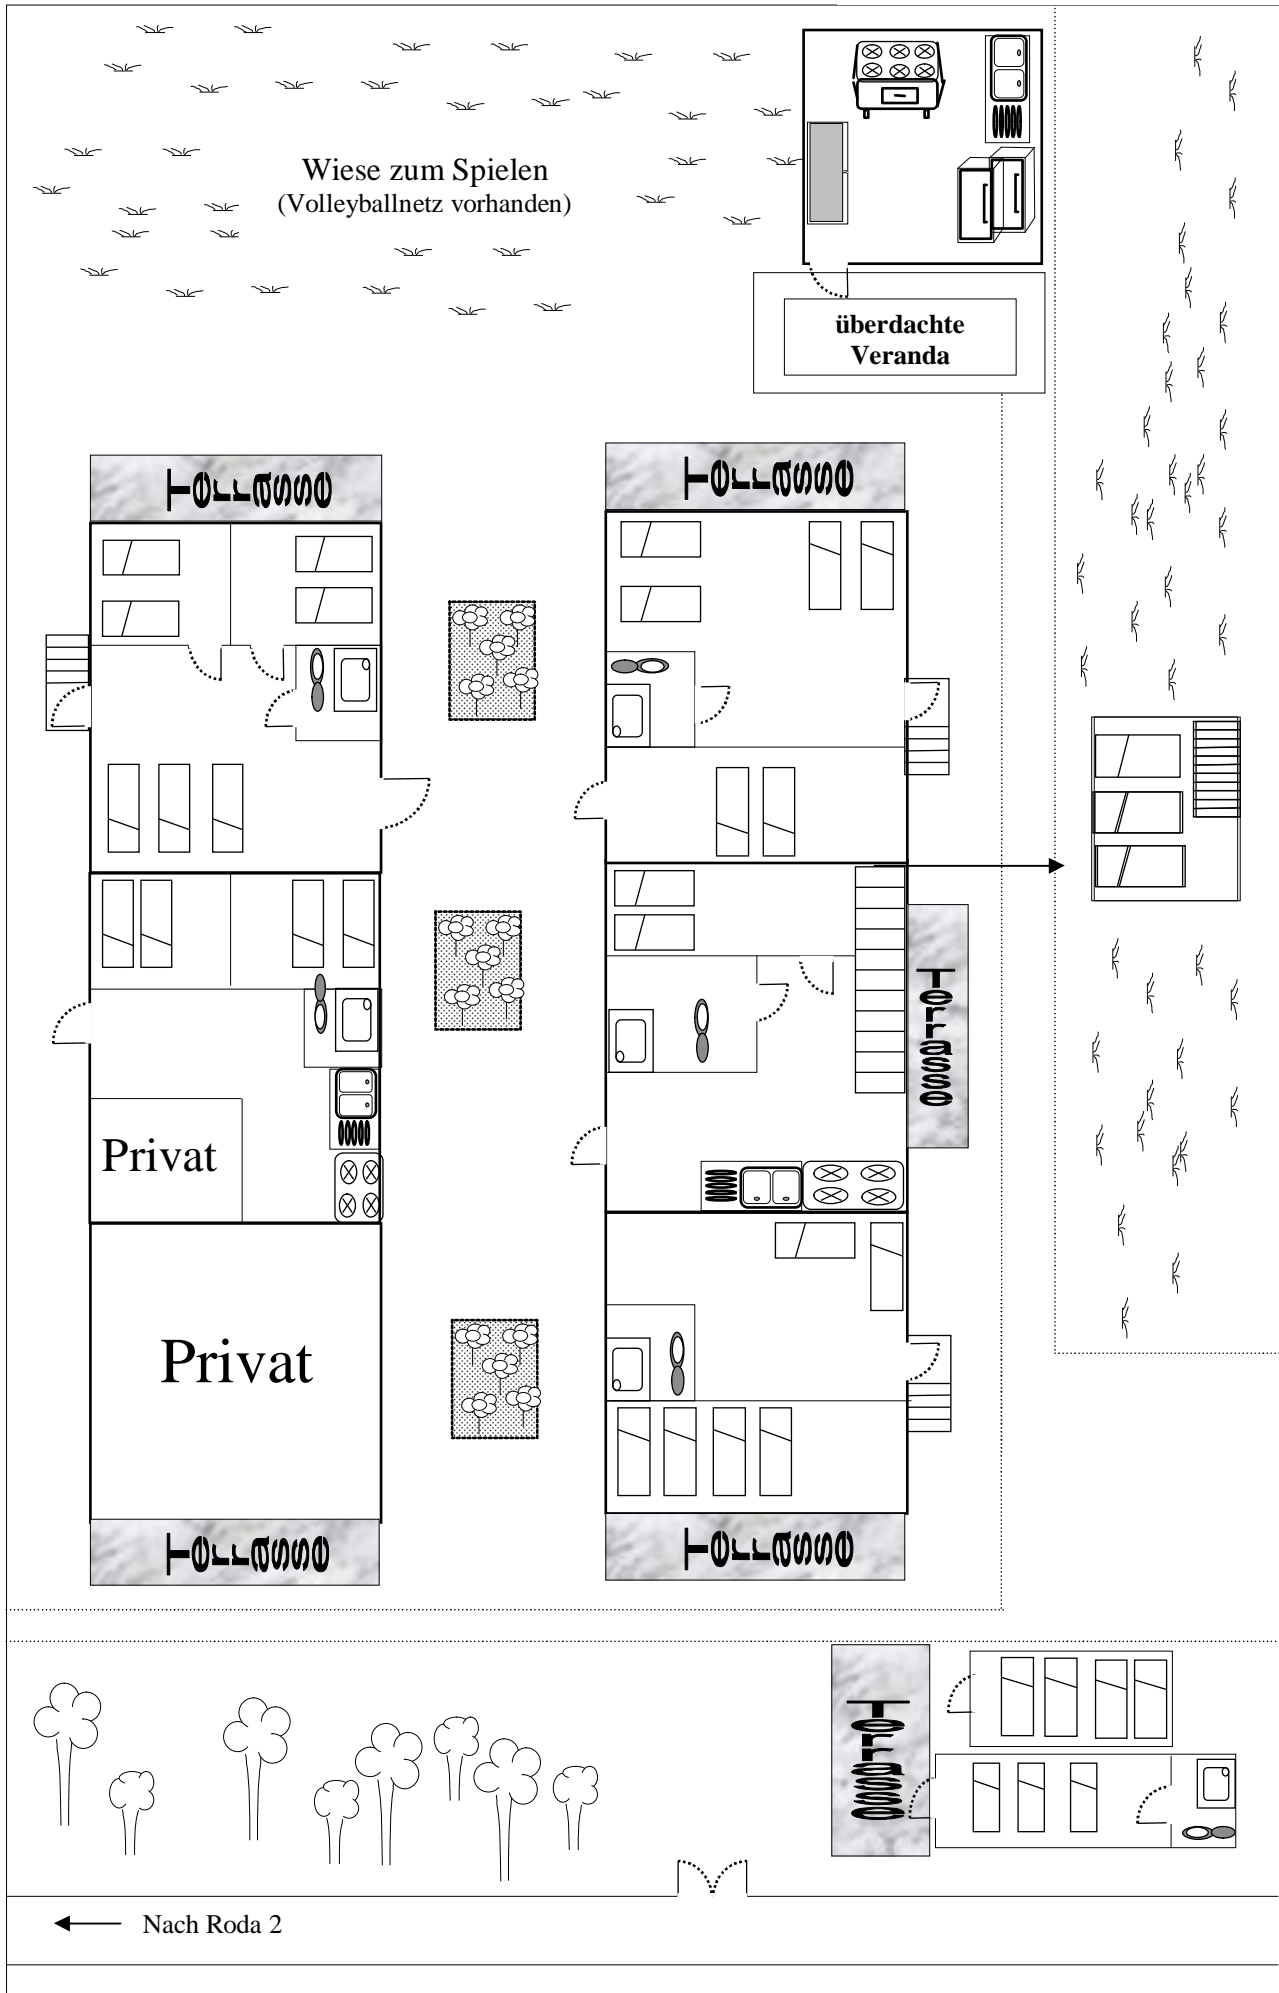 Wiese zum Spielen
(Volleyballnetz vorhanden)
überdachte
Veranda
Terrasse
Terrasse
Terrasse
Privat
Privat
Terrasse
Terrasse
Terrasse
Nach Roda 2